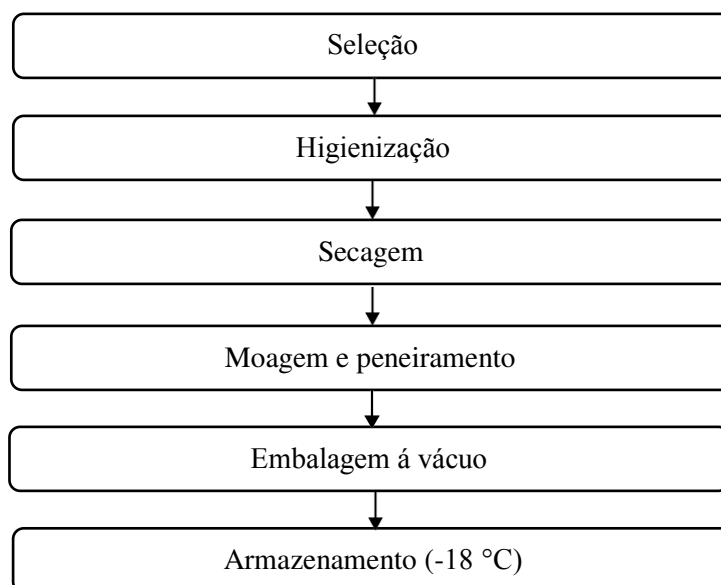 Seleção
Higienização
Secagem
Moagem e peneiramento
Embalagem á vácuo
Armazenamento (-18 °C)